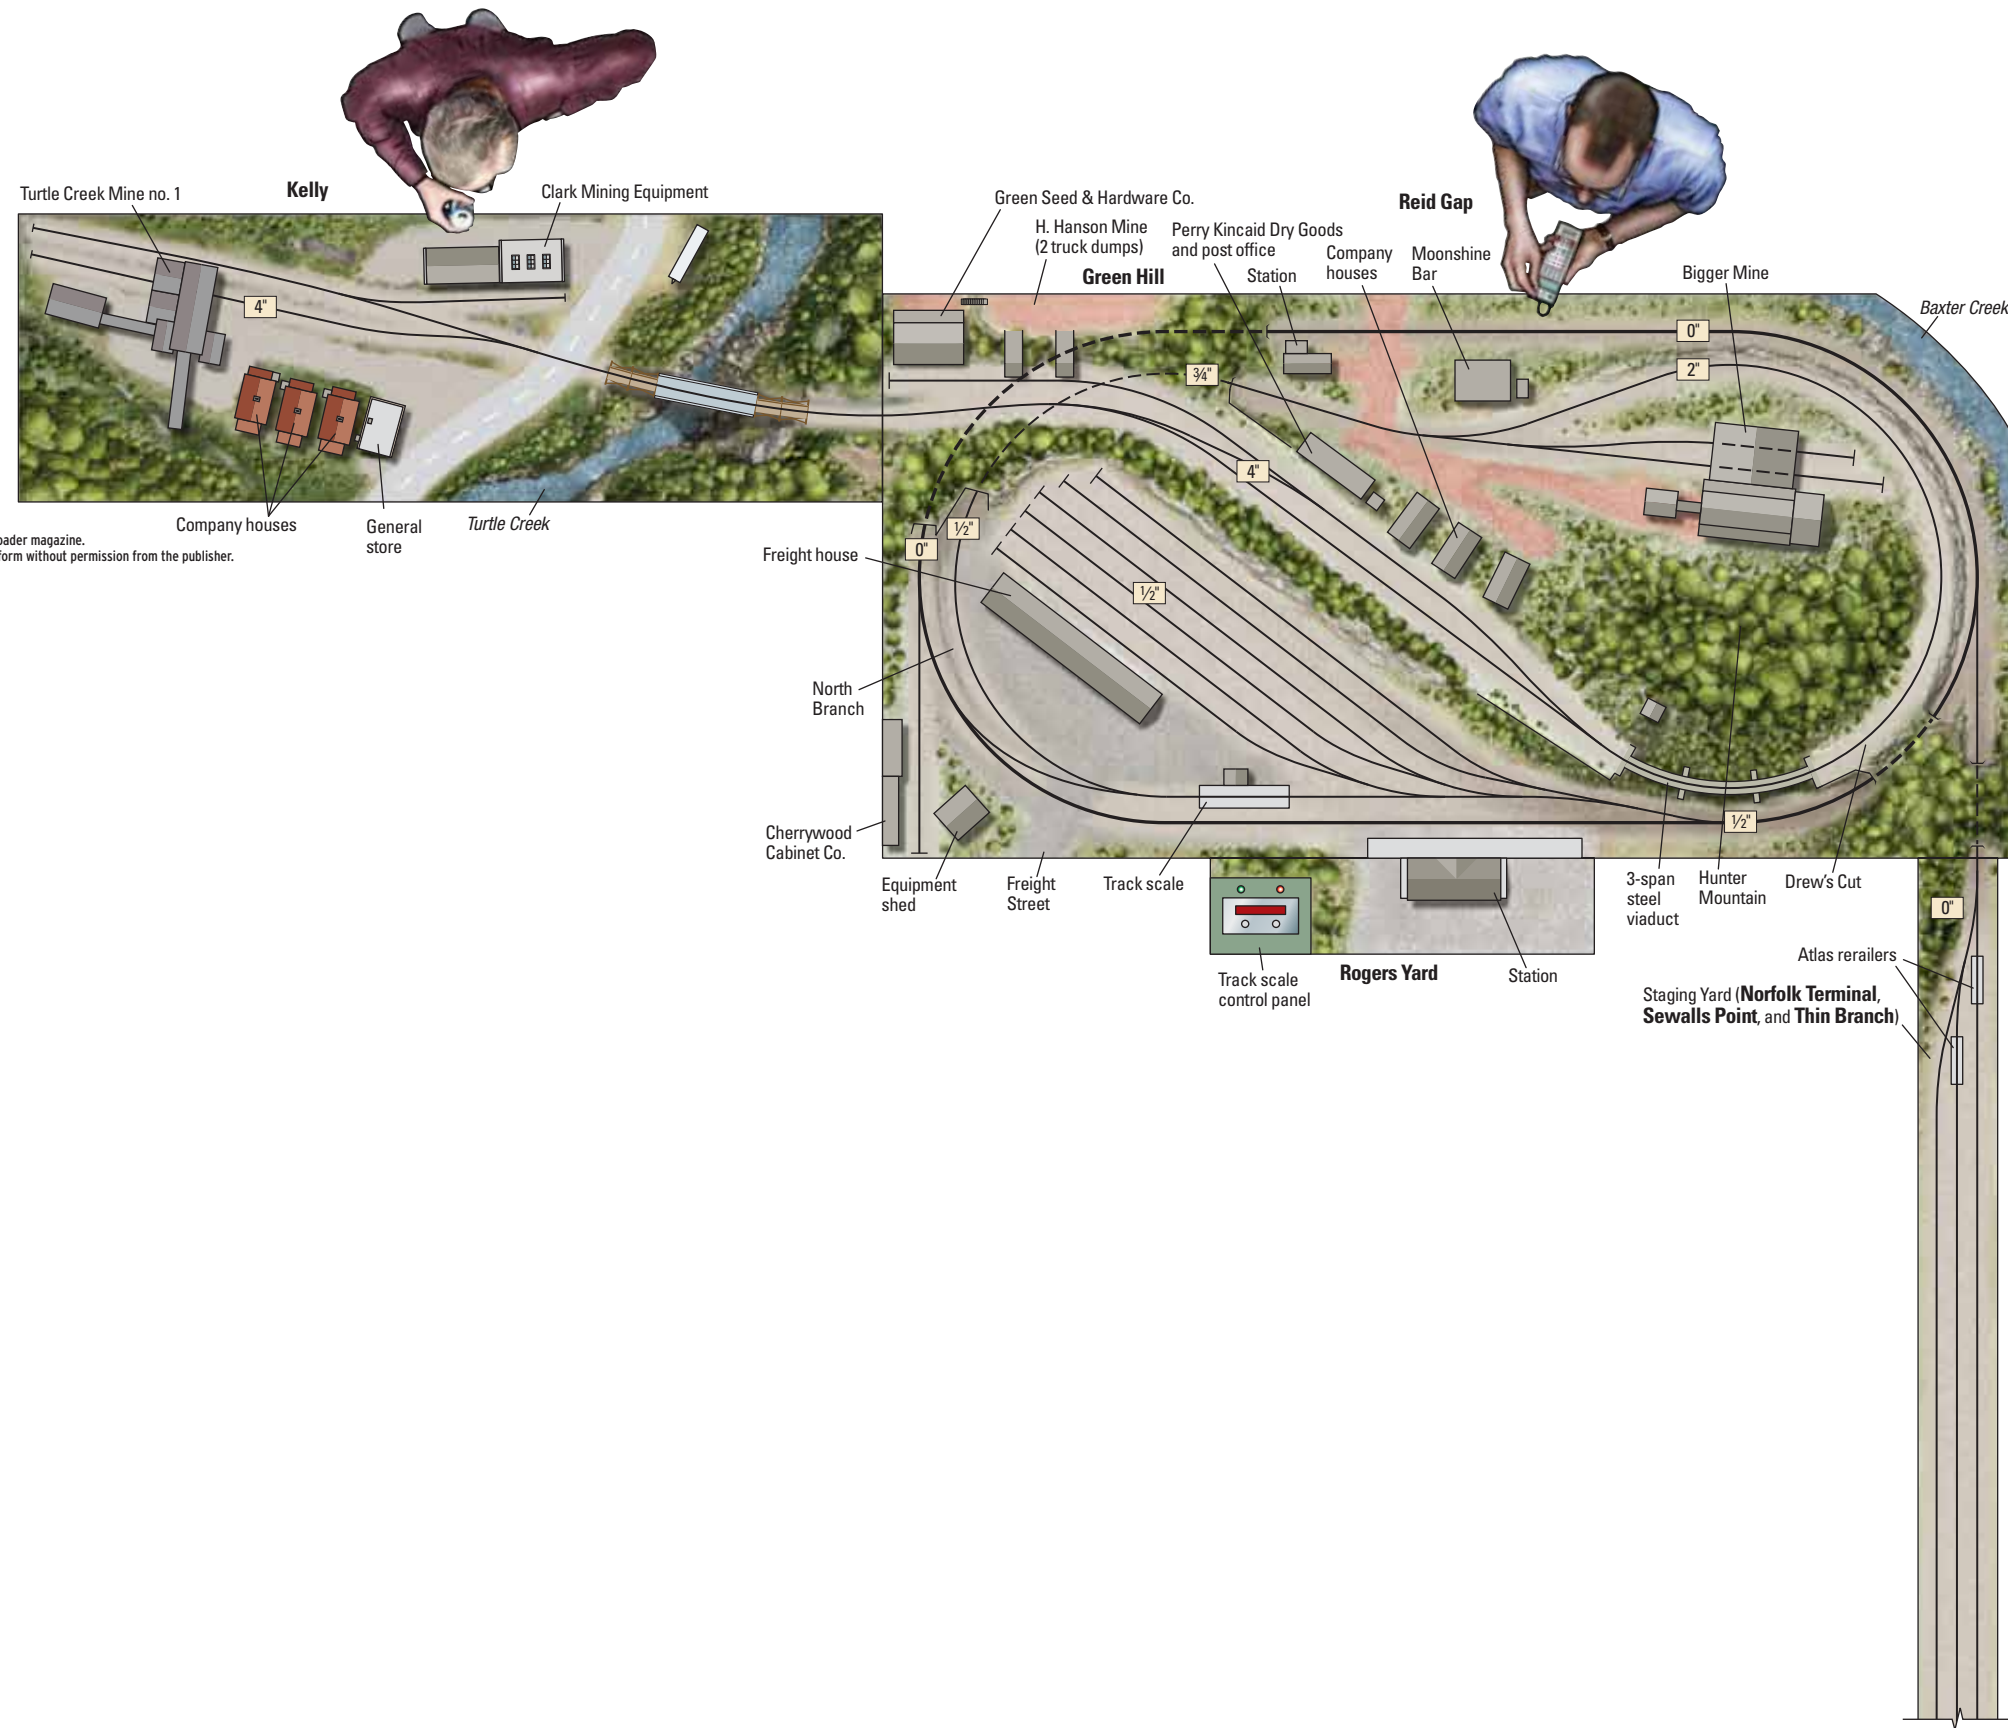 Turtle Creek Mine no. 1
Kelly
Clark Mining Equipment
4"
Company houses
General
store
Turtle Creek
oader magazine.
form without permission from the publisher.
Green Seed & Hardware Co.
H. Hanson Mine
(2 truck dumps)
Green Hill
Perry Kincaid Dry Goods
and post office
Station
Company
houses
Reid Gap
Moonshine
Bar
Bigger Mine
Baxter Creek
0"
2"
3/4"
4"
1/2"
0"
1/2"
Freight house
North
Branch
Cherrywood
Cabinet Co.
Equipment
shed
Freight
Street
Track scale
1/2"
3-span
steel
viaduct
Hunter
Mountain
Drew's Cut
Track scale
control panel
Rogers Yard
Station
0"
Atlas rerailers
Staging Yard (Norfolk Terminal,
Sewalls Point, and Thin Branch)